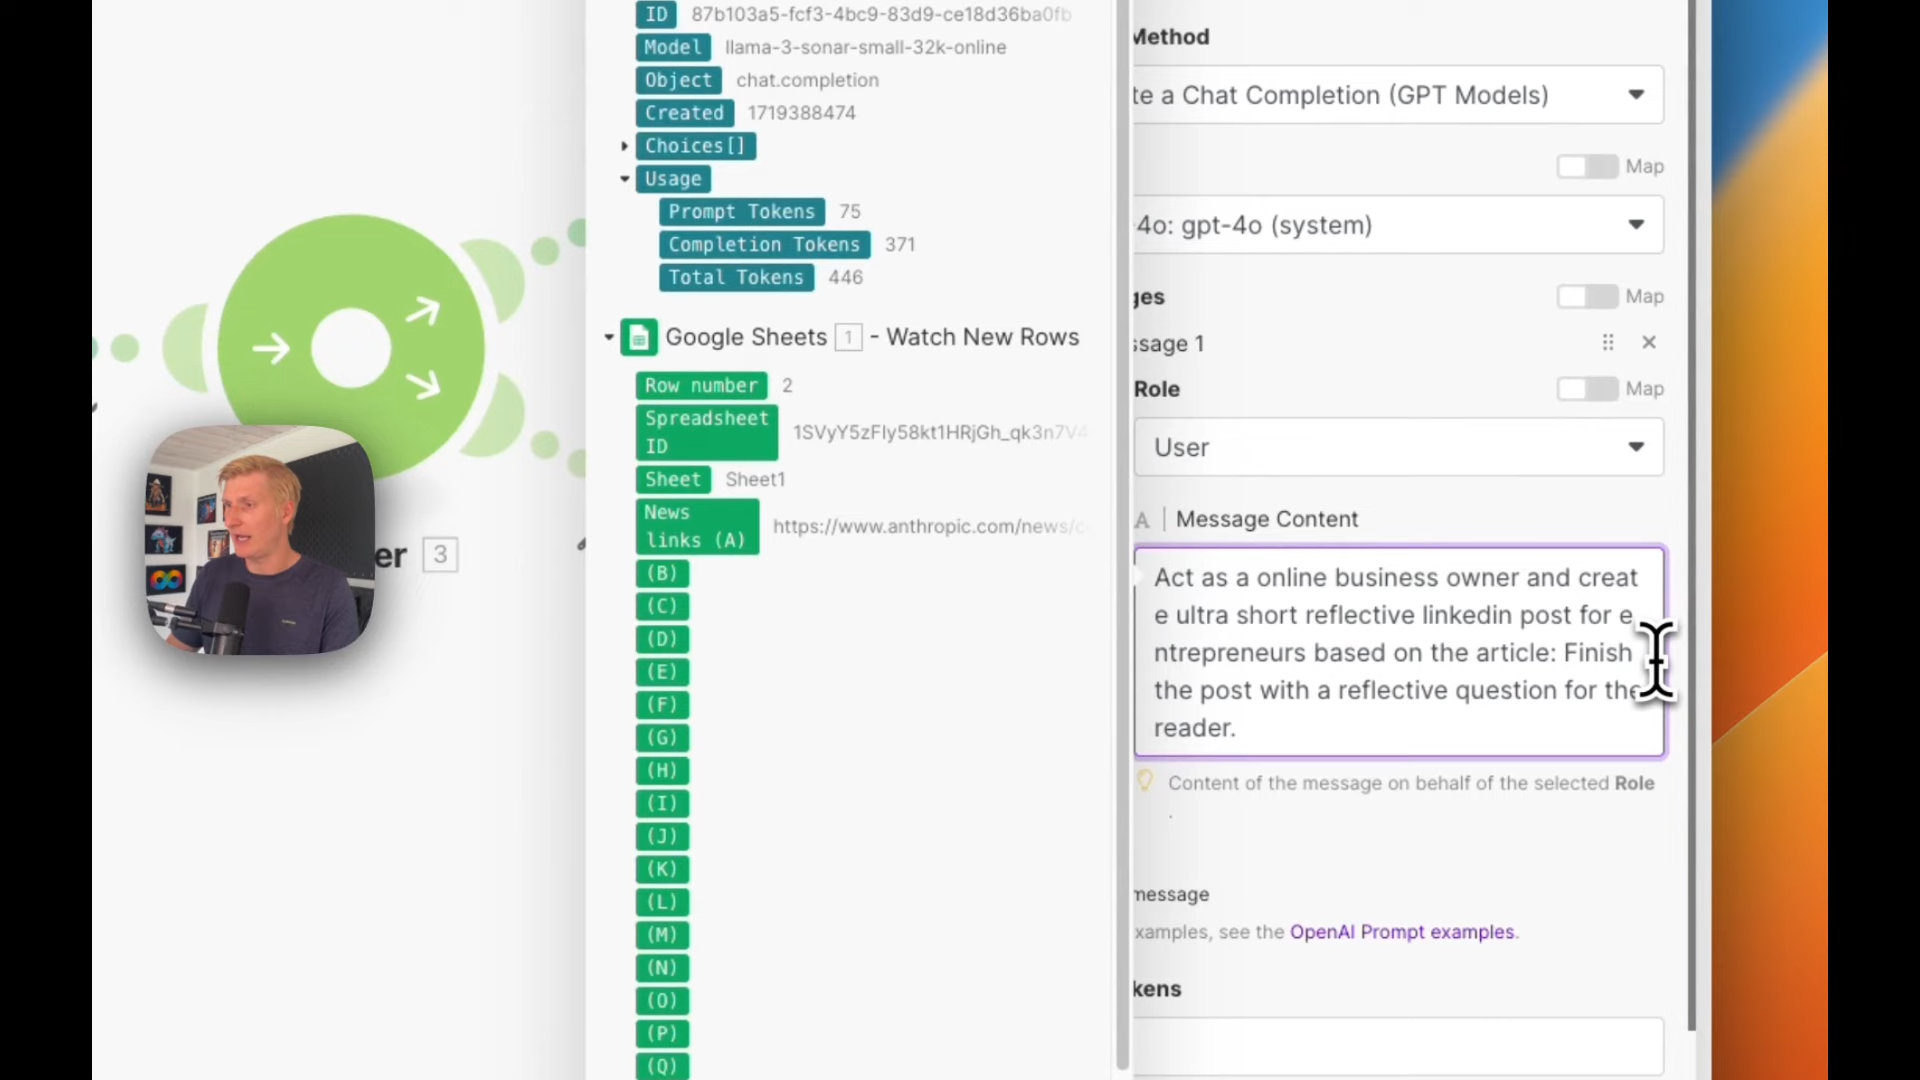 ID 87b103a5-fcf3-4bc9-83d9-ce18d36ba0fb
Model llama-3-sonar-small-32k-online
Object chat.completion
Created 1719388474
Choices[]
Usage
Prompt Tokens 75
Completion Tokens 371
Total Tokens 446
Google Sheets 1 - Watch New Rows
Row number 2
Spreadsheet
ID 1SVyY5zFIy58kt1HRjGh_qk3n7V4
Sheet Sheet1
News
links (A) https://www.anthropic.com/news/c
(B)
(C)
(D)
(E)
(F)
(G)
(H)
(I)
(J)
(K)
(L)
(M)
(N)
(O)
(P)
(Q)
er 3
Method
te a Chat Completion (GPT Models)
Map
4o: gpt-4o (system)
ges Map
ssage 1
Role Map
User
A | Message Content
Act as a online business owner and creat
e ultra short reflective linkedin post for e
ntrepreneurs based on the article: Finish
the post with a reflective question for the
reader.
Content of the message on behalf of the selected Role
.
message
xamples, see the OpenAI Prompt examples.
kens